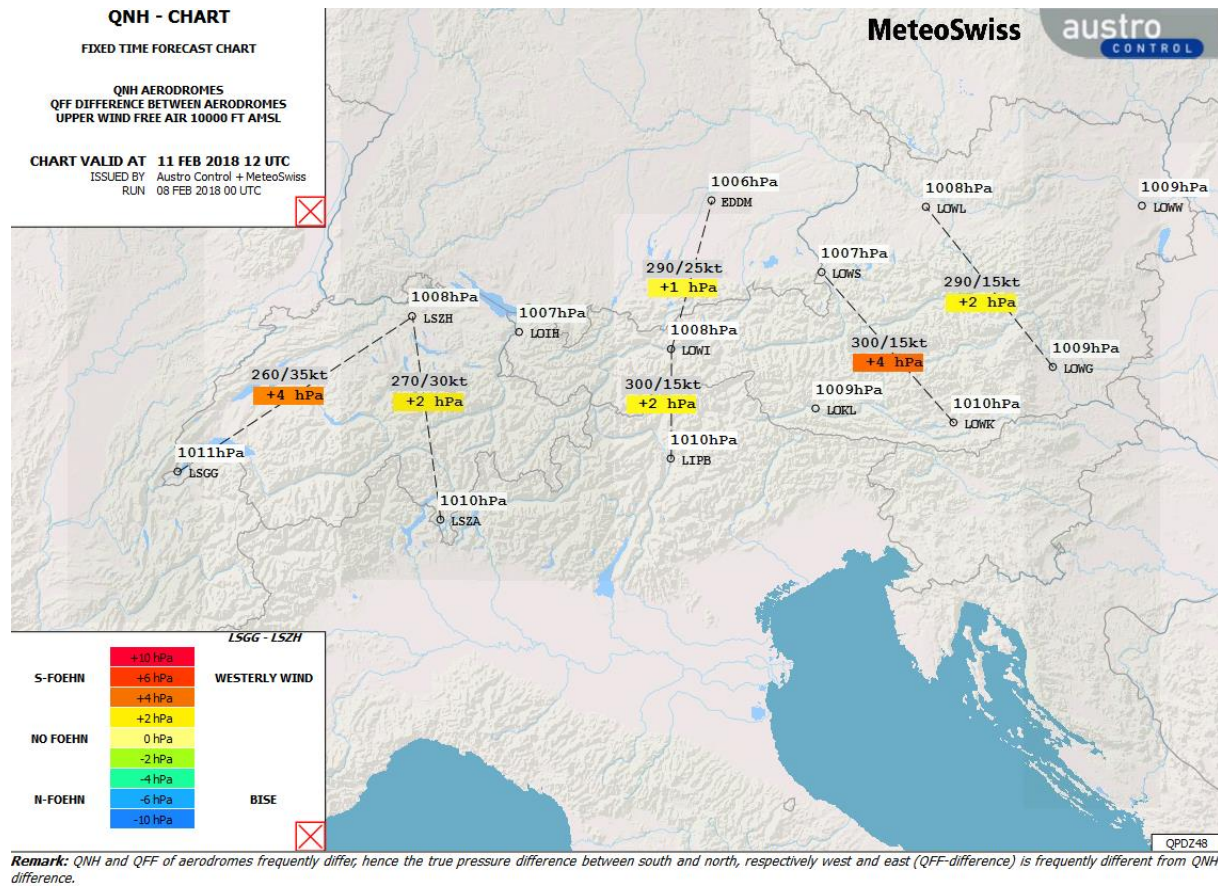 QNH - CHART
FIXED TIME FORECAST CHART
QNH AERODROMES
QFF DIFFERENCE BETWEEN AERODROMES
UPPER WIND FREE AIR 10000 FT AMSL
CHART VALID AT 11 FEB 2018 12 UTC
ISSUED BY Austro Control + MeteoSwiss
RUN 08 FEB 2018 00 UTC
MeteoSwiss
austro
CONTROL
1006hPa
EDDM
1008hPa
LOWL
1009hPa
LOWW
1007hPa
LOWS
290/25kt
+1 hPa
290/15kt
+2 hPa
1008hPa
LSZH
1007hPa
LOIH
1008hPa
LOWI
300/15kt
+4 hPa
1009hPa
LOWG
260/35kt
+4 hPa
270/30kt
+2 hPa
300/15kt
+2 hPa
1009hPa
LOKL
1010hPa
LOWK
1011hPa
LSGG
1010hPa
LIPB
1010hPa
LSZA
LSGG - LSZH
+10 hPa
S-FOEHN +6 hPa WESTERLY WIND
+4 hPa
+2 hPa
NO FOEHN 0 hPa
-2 hPa
-4 hPa
N-FOEHN -6 hPa BISE
-10 hPa
QPDZ48
Remark: QNH and QFF of aerodromes frequently differ, hence the true pressure difference between south and north, respectively west and east (QFF-difference) is frequently different from QNH
difference.